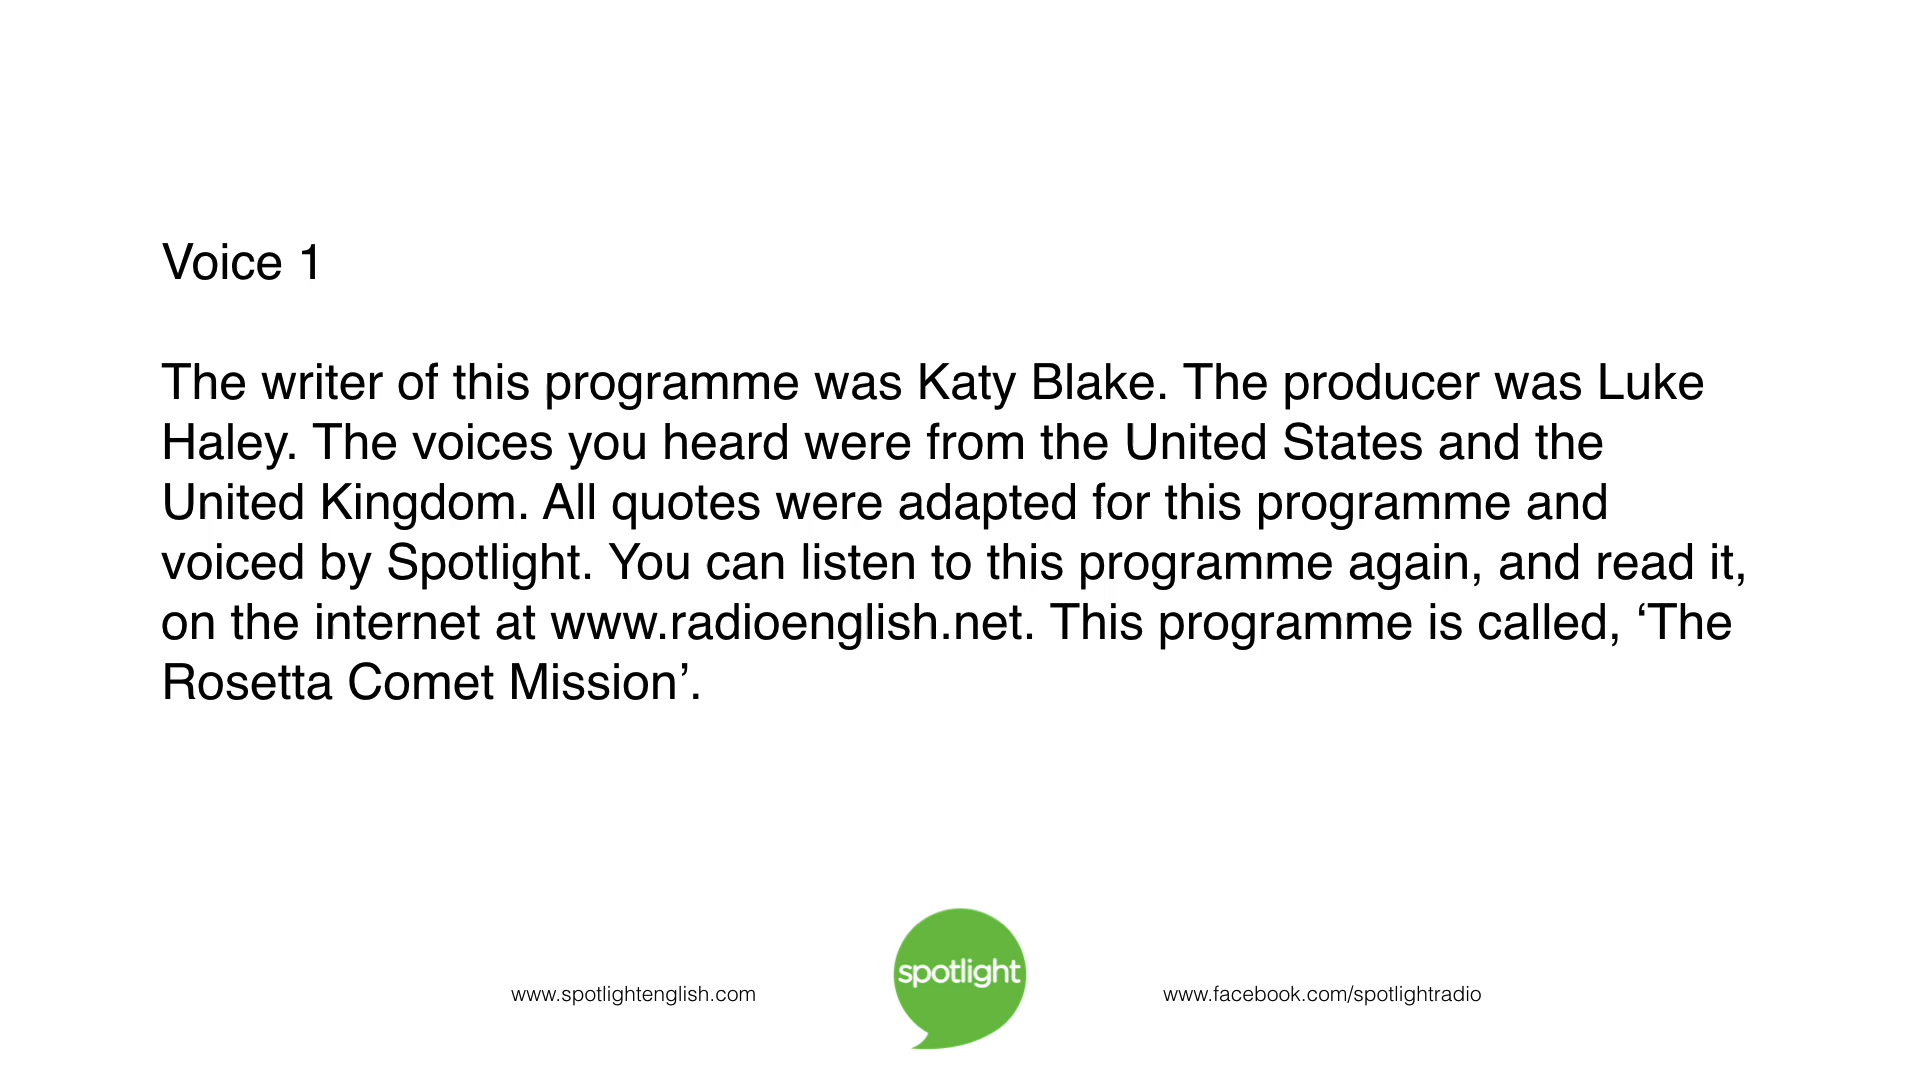 Voice 1
The writer of this programme was Katy Blake. The producer was Luke
Haley. The voices you heard were from the United States and the
United Kingdom. All quotes were adapted for this programme and
voiced by Spotlight. You can listen to this programme again, and read it,
on the internet at www.radioenglish.net. This programme is called, ‘The
Rosetta Comet Mission’.
www.spotlightenglish.com
spotlight
www.facebook.com/spotlightradio